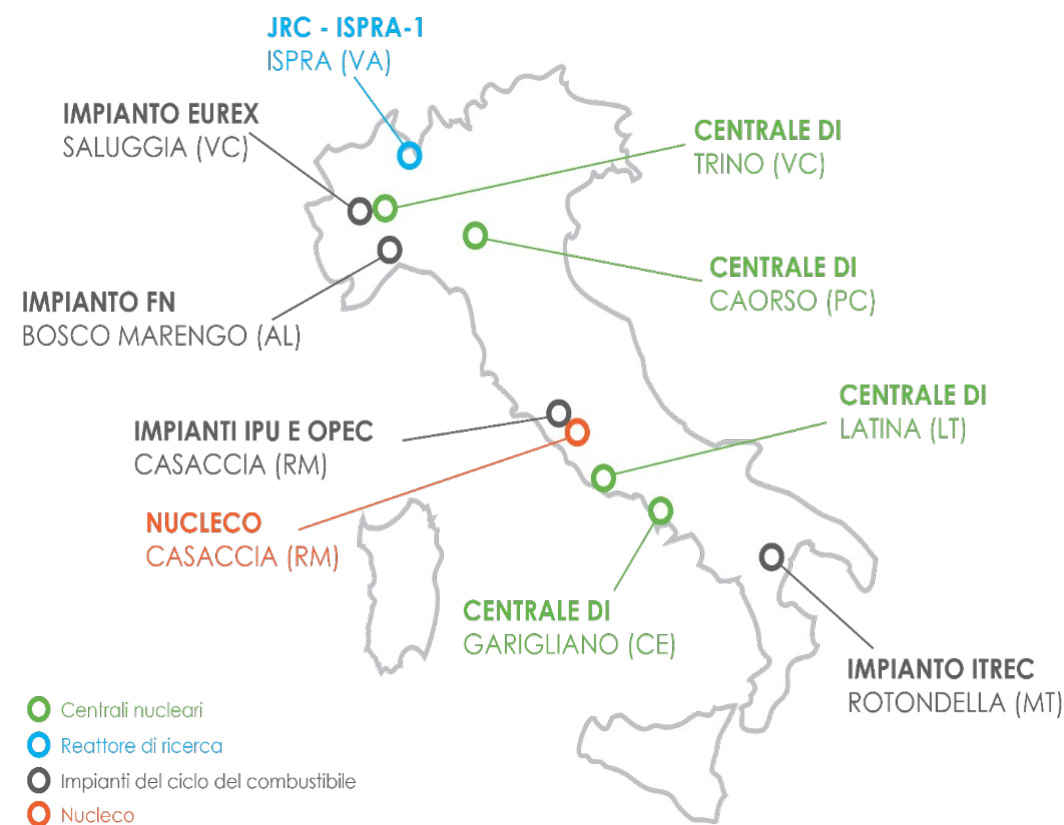 JRC - ISPRA-1
ISPRA (VA)
IMPIANTO EUREX
SALUGGIA (VC)
CENTRALE DI
TRINO (VC)
CENTRALE DI
CAORSO (PC)
IMPIANTO FN
BOSCO MARENGO (AL)
CENTRALE DI
LATINA (LT)
IMPIANTI IPU E OPEC
CASACCIA (RM)
NUCLECO
CASACCIA (RM)
CENTRALE DI
GARIGLIANO (CE)
IMPIANTO ITREC
ROTONDELLA (MT)
Centrali nucleari
Reattore di ricerca
Impianti del ciclo del combustibile
Nucleco